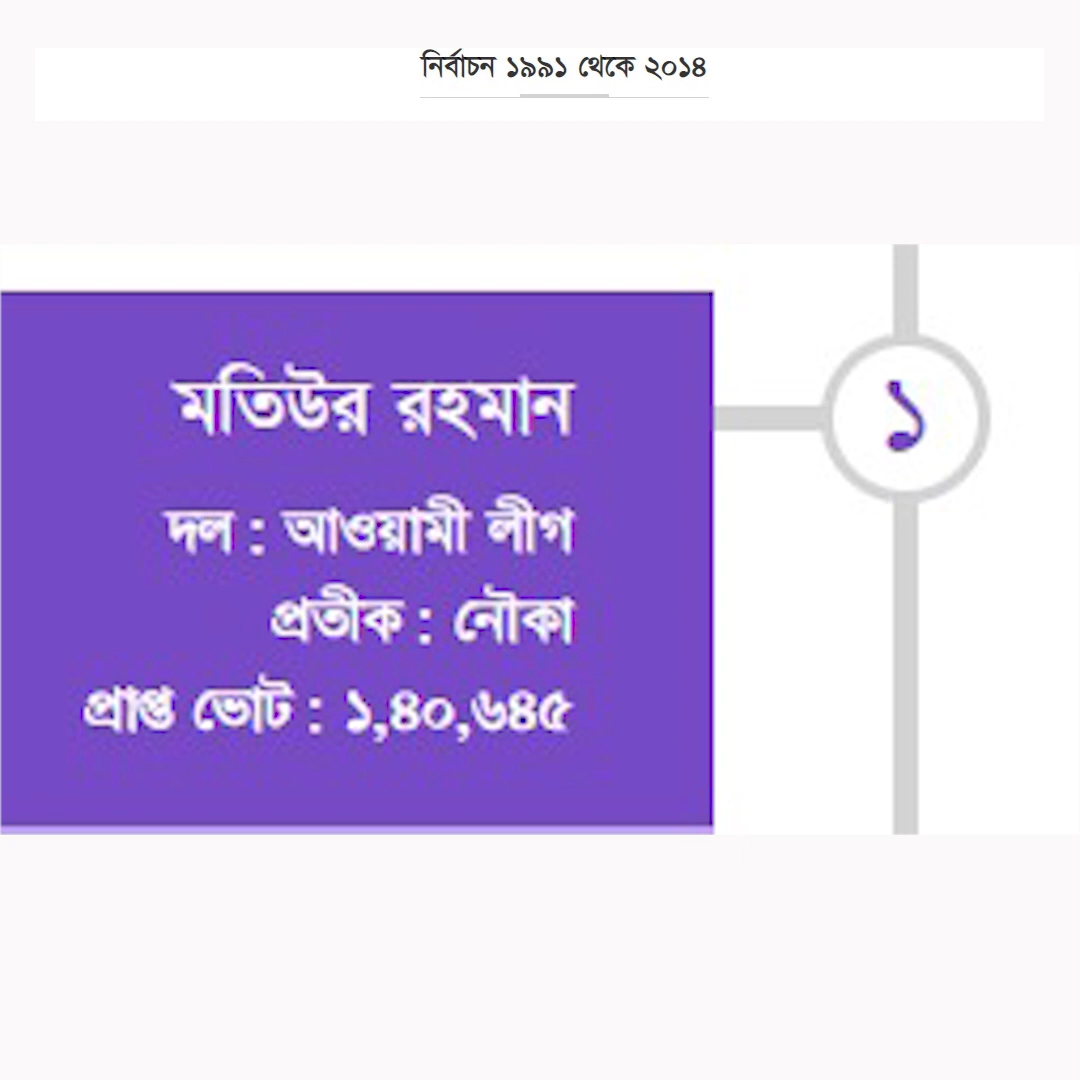 নির্বাচন ১৯৯১ থেকে ২০১৪
মতিউর রহমান
১
দল : আওয়ামী লীগ
প্রতীক : নৌকা
প্রাপ্ত ভোট : ১,৪০,৬৪৫